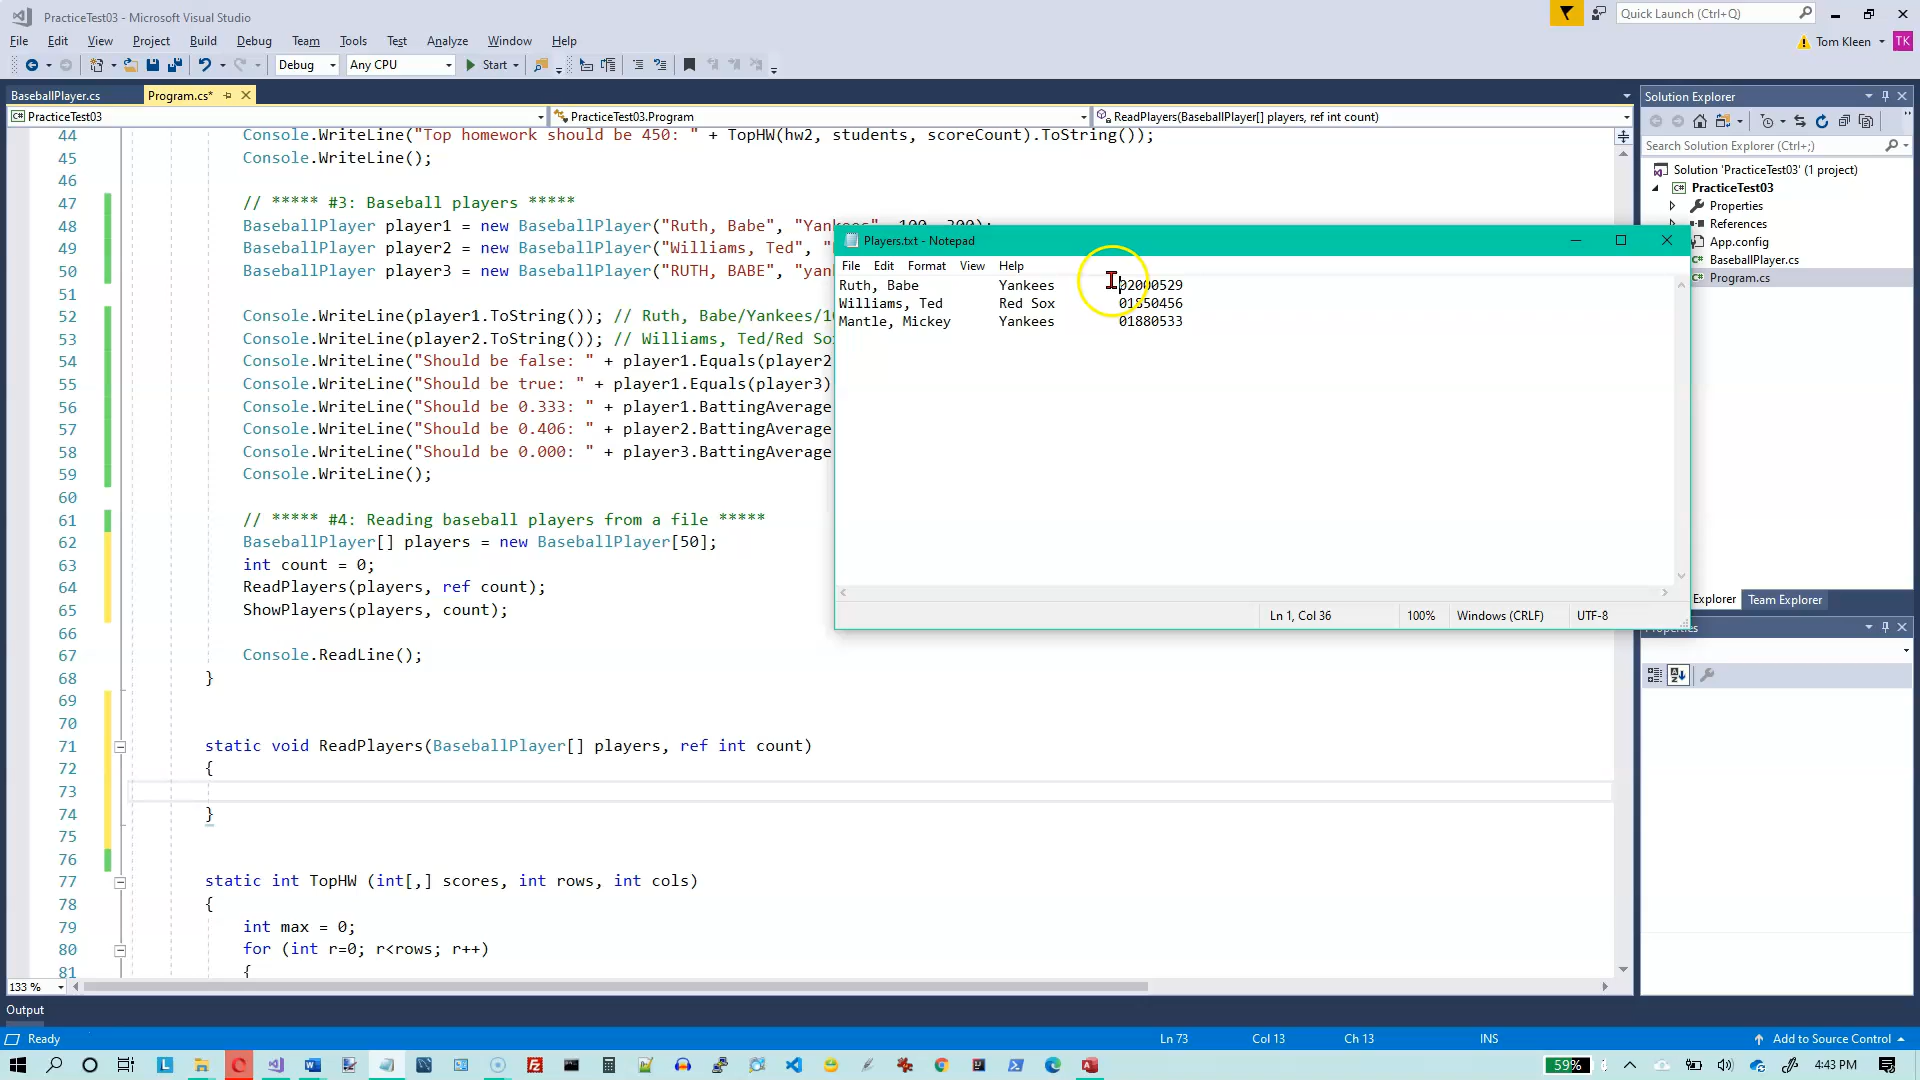 PracticeTest03 - Microsoft Visual Studio
Quick Launch (Ctrl+Q)
File Edit View Project Build Debug Team Tools Test Analyze Window Help
Tom Kleen TK
Debug Any CPU Start
BaseballPlayer.cs Program.cs*
PracticeTest03 PracticeTest03.Program ReadPlayers(BaseballPlayer[] players, ref int count)
44 Console.WriteLine("Top homework should be 450: " + TopHW(hw2, students, scoreCount).ToString());
45 Console.WriteLine();
46
47 // ***** #3: Baseball players *****
48 BaseballPlayer player1 = new BaseballPlayer("Ruth, Babe", "Yankees", 100, 300);
49 BaseballPlayer player2 = new BaseballPlayer("Williams, Ted", "
50 BaseballPlayer player3 = new BaseballPlayer("RUTH, BABE", "yan
51
52 Console.WriteLine(player1.ToString()); // Ruth, Babe/Yankees/1
53 Console.WriteLine(player2.ToString()); // Williams, Ted/Red So
54 Console.WriteLine("Should be false: " + player1.Equals(player2
55 Console.WriteLine("Should be true: " + player1.Equals(player3)
56 Console.WriteLine("Should be 0.333: " + player1.BattingAverage
57 Console.WriteLine("Should be 0.406: " + player2.BattingAverage
58 Console.WriteLine("Should be 0.000: " + player3.BattingAverage
59 Console.WriteLine();
60
61 // ***** #4: Reading baseball players from a file *****
62 BaseballPlayer[] players = new BaseballPlayer[50];
63 int count = 0;
64 ReadPlayers(players, ref count);
65 ShowPlayers(players, count);
66
67 Console.ReadLine();
68 }
69
70
71 static void ReadPlayers(BaseballPlayer[] players, ref int count)
72 {
73
74 }
75
76
77 static int TopHW (int[,] scores, int rows, int cols)
78 {
79 int max = 0;
80 for (int r=0; r<rows; r++)
81 {
133 %
Players.txt - Notepad
File Edit Format View Help
Ruth, Babe Yankees 02000529
Williams, Ted Red Sox 01850456
Mantle, Mickey Yankees 01880533
Ln 1, Col 36 100% Windows (CRLF) UTF-8
Solution Explorer
Search Solution Explorer (Ctrl+;)
Solution 'PracticeTest03' (1 project)
PracticeTest03
Properties
References
App.config
BaseballPlayer.cs
Program.cs
Explorer Team Explorer
Properties
Output
Ready Ln 73 Col 13 Ch 13 INS Add to Source Control
59% 4:43 PM